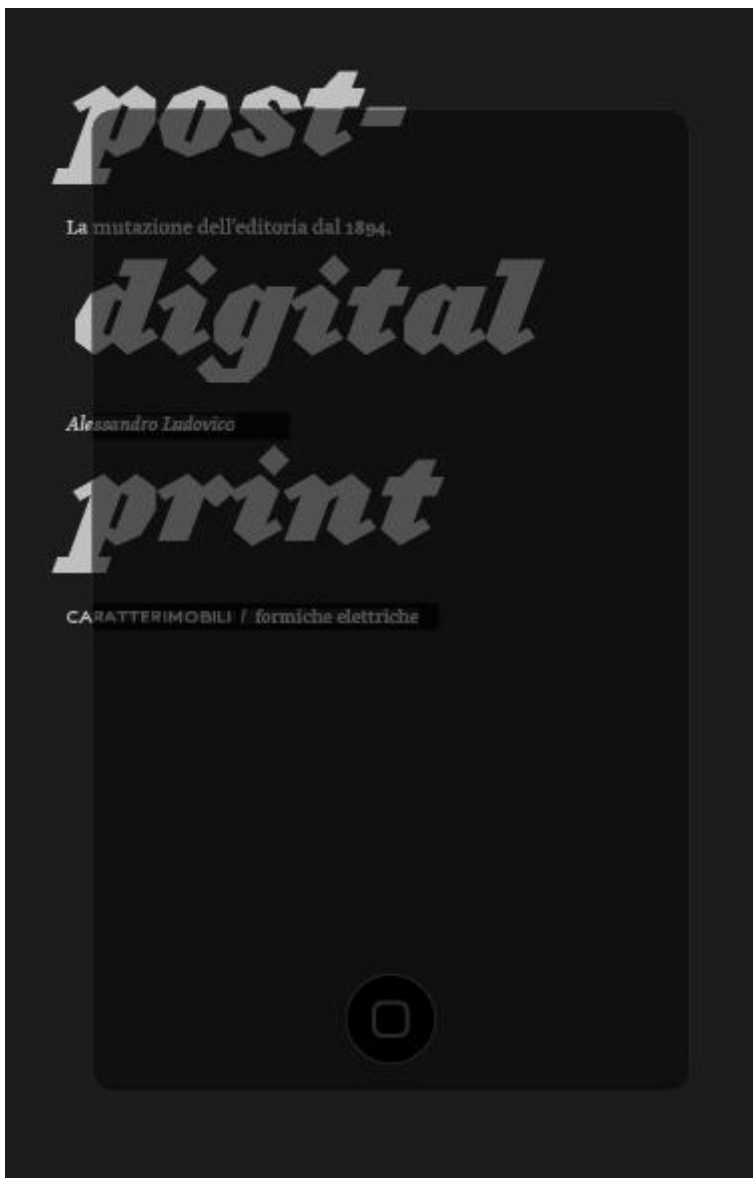 post-
La mutazione dell'editoria dal 1894.
digital
Alessandro Ludovico
print
CARATTERIMOBILI / formiche elettriche